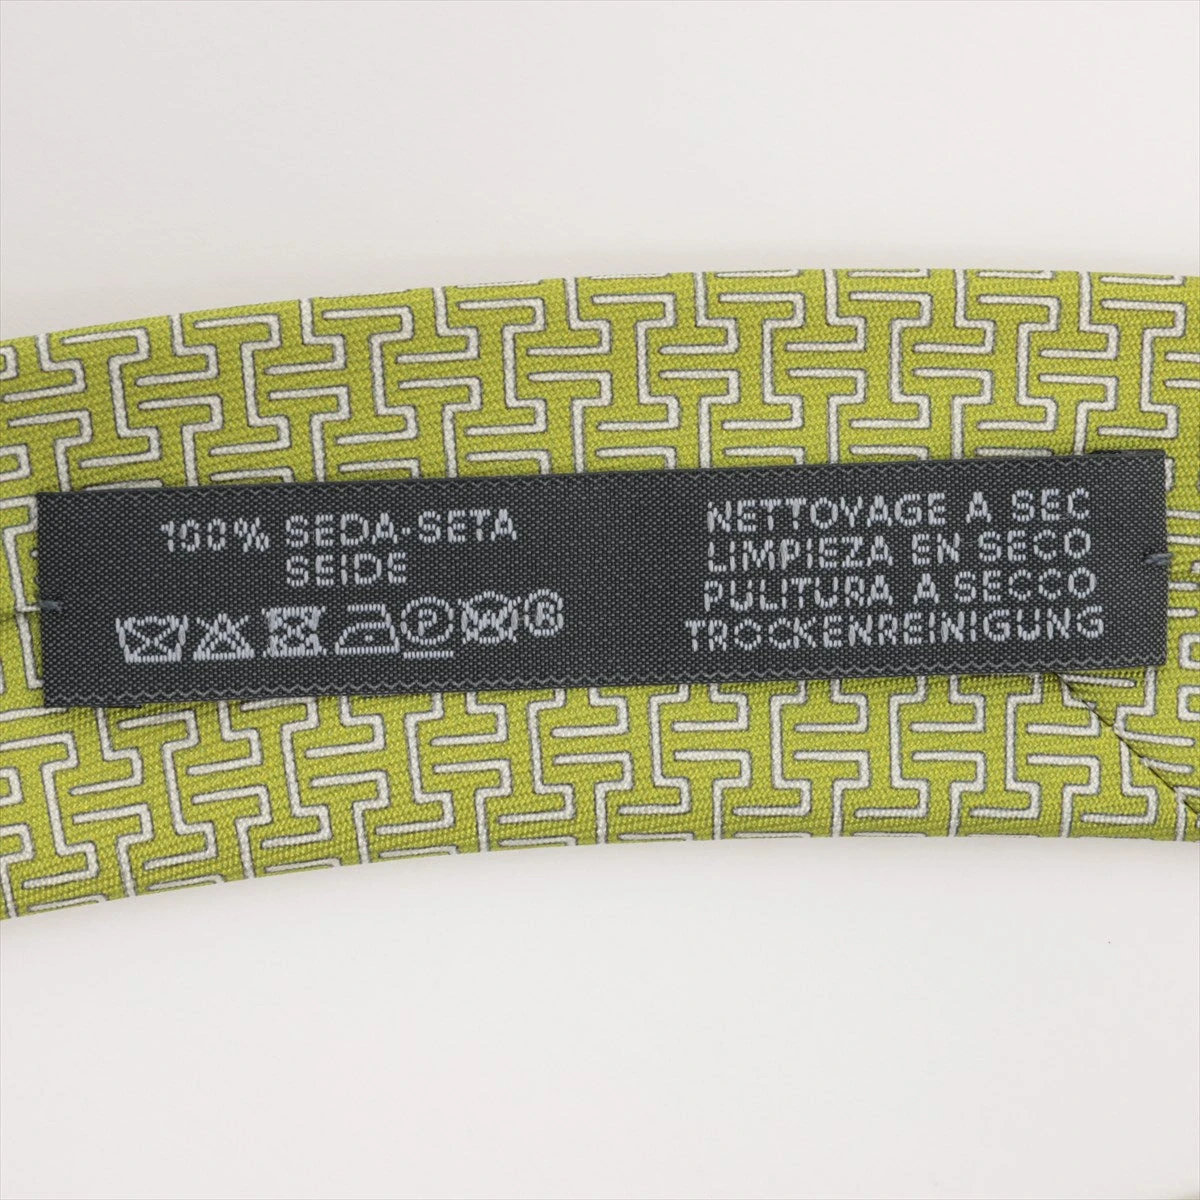 100% SEDA-SETA
SEIDE
P
R
NETTOYAGE A SEC
LIMPIEZA EN SECO
PULITURA A SECCO
TROCKENREINIGUNG